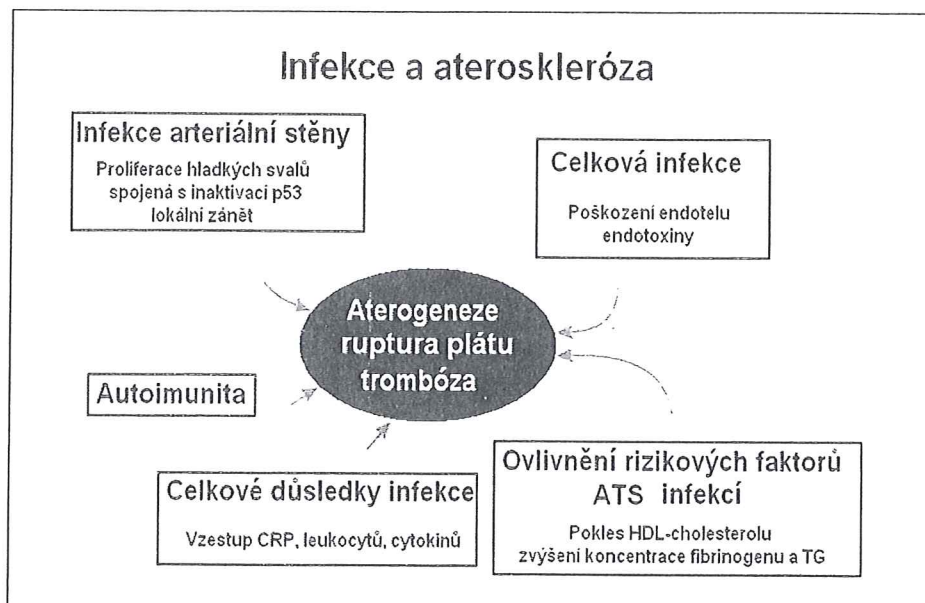 Infekce a ateroskleróza
Infekce arteriální stěny
Proliferace hladkých svalů
spojená s inaktivaci p53
lokální zánět
Celková infekce
Poškození endotelu
endotoxiny
Aterogeneze
ruptura plátu
trombóza
Autoimunita
Celkové důsledky infekce
Vzestup CRP, leukocytů, cytokinů
Ovlivnění rizikových faktorů
ATS infekcí
Pokles HDL-cholesterolu
zvýšení koncentrace fibrinogenu a TG